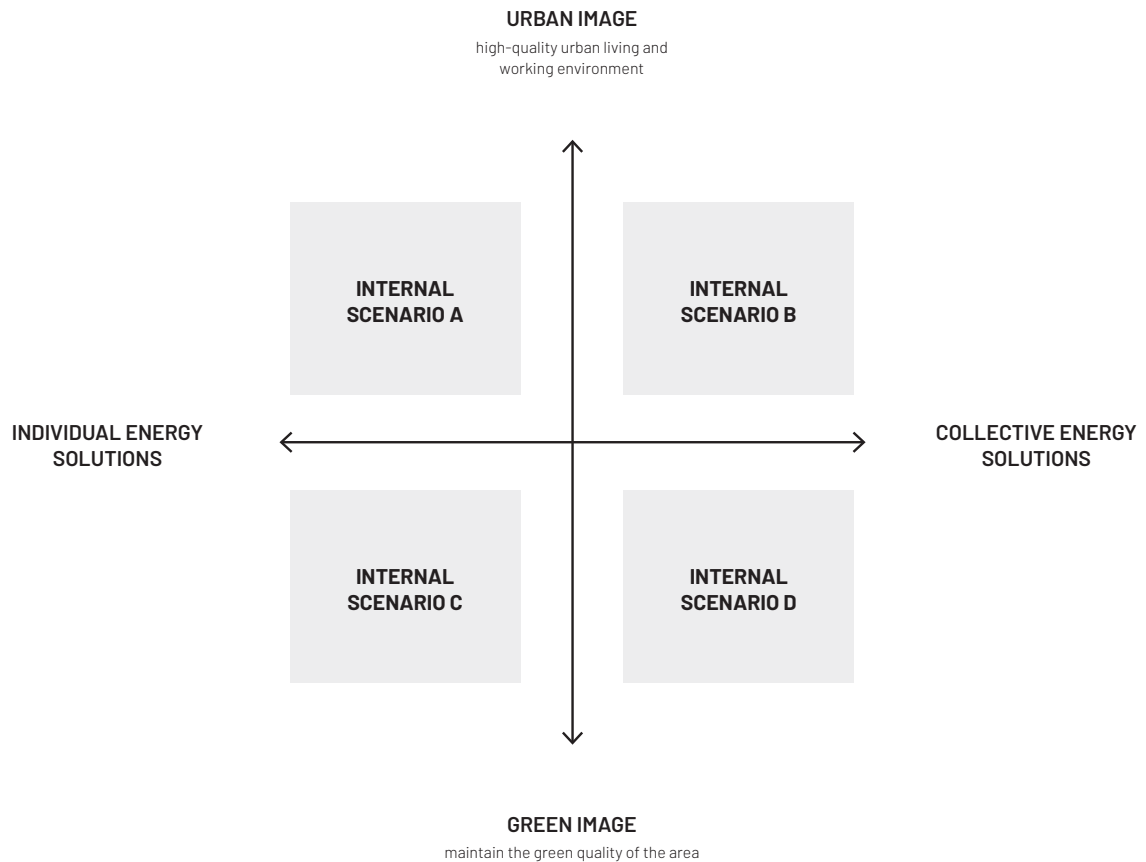 URBAN IMAGE
high-quality urban living and
working environment
INTERNAL
SCENARIO A
INTERNAL
SCENARIO B
INDIVIDUAL ENERGY
SOLUTIONS
COLLECTIVE ENERGY
SOLUTIONS
INTERNAL
SCENARIO C
INTERNAL
SCENARIO D
GREEN IMAGE
maintain the green quality of the area